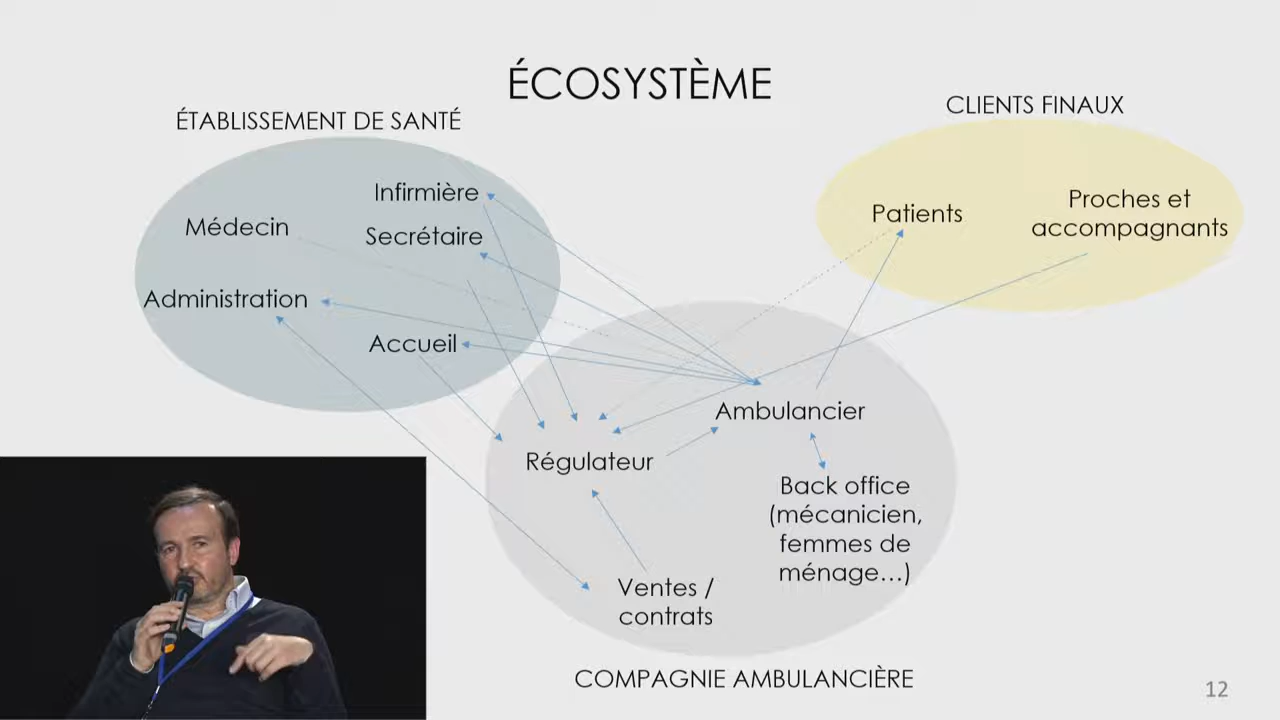 ÉCOSYSTÈME
ÉTABLISSEMENT DE SANTÉ
Infirmière
Médecin
Secrétaire
Administration
Accueil
CLIENTS FINAUX
Patients
Proches et
accompagnants
Ambulancier
Régulateur
Back office
(mécanicien,
femmes de
ménage…)
Ventes /
contrats
COMPAGNIE AMBULANCIÈRE
12